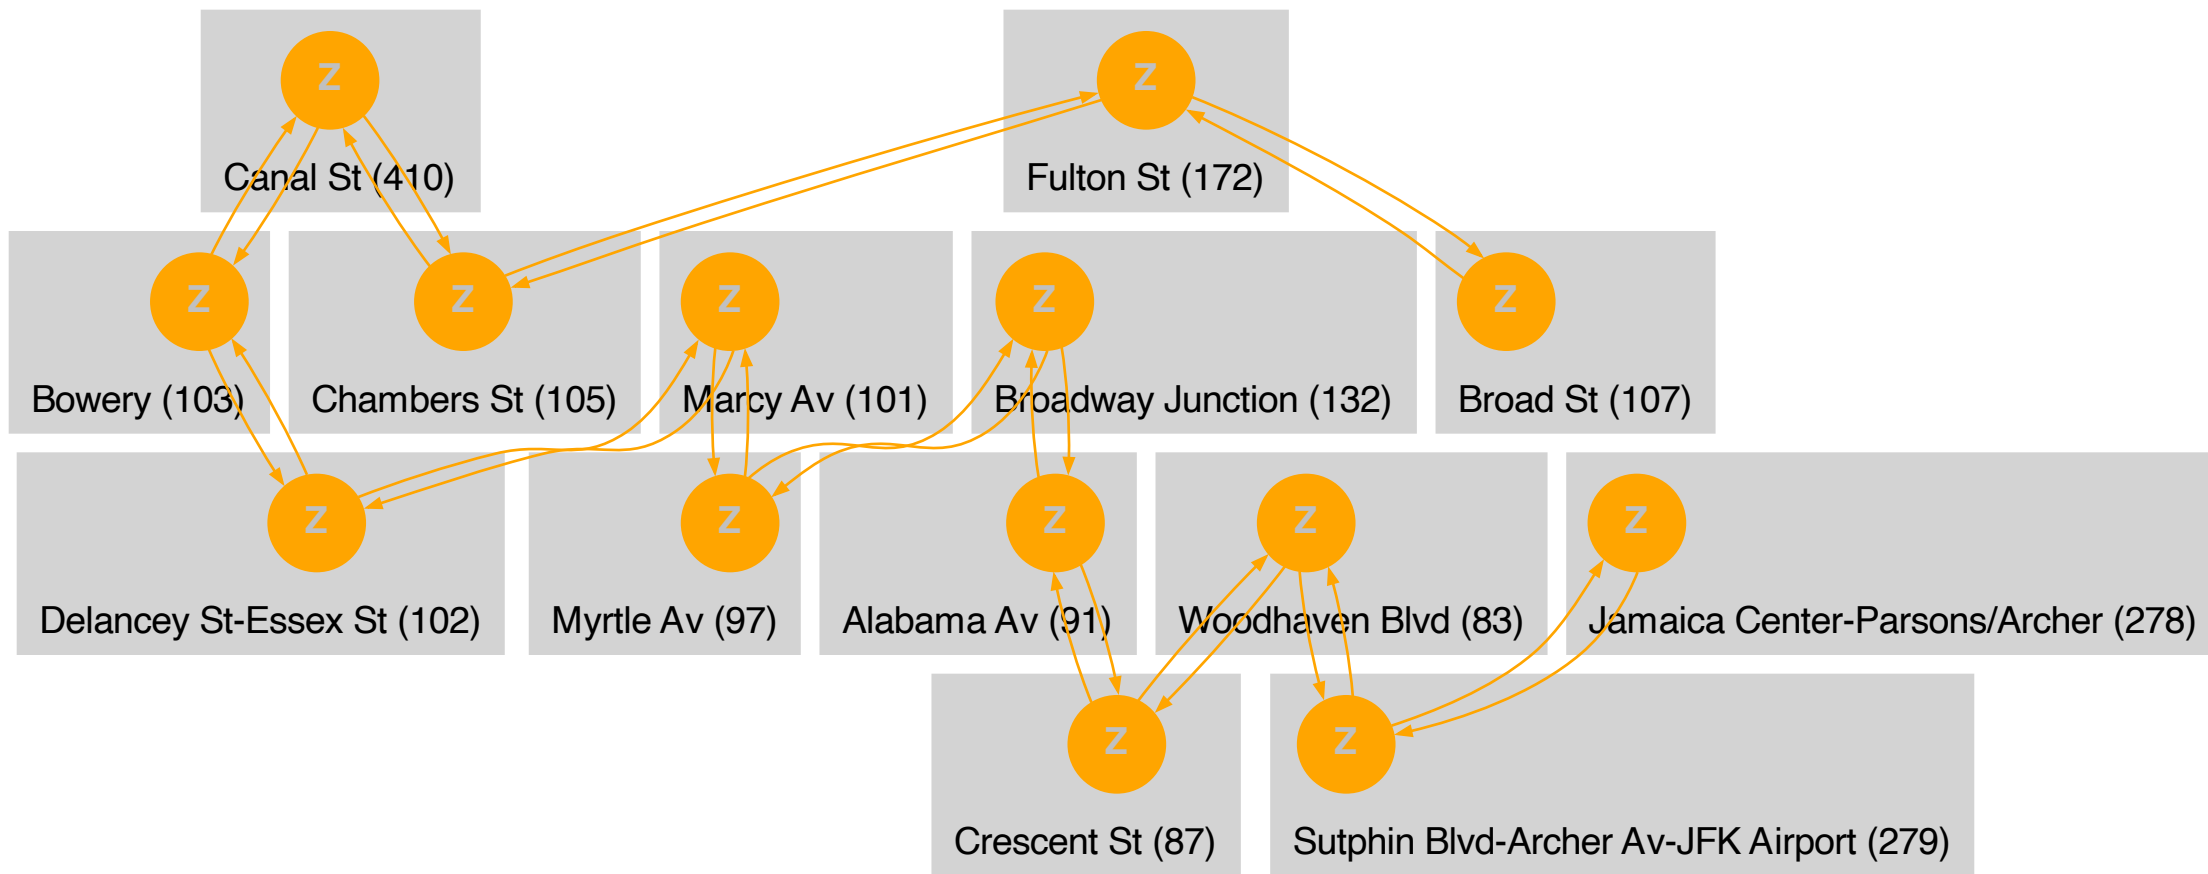 Z
Z
Canal St (410)
Fulton St (172)
Z
Z
Z
Z
Z
Bowery (103)
Chambers St (105)
Marcy Av (101)
Broadway Junction (132)
Broad St (107)
Z
Z
Z
Z
Z
Delancey St-Essex St (102)
Myrtle Av (97)
Alabama Av (91)
Woodhaven Blvd (83)
Jamaica Center-Parsons/Archer (278)
Z
Z
Crescent St (87)
Sutphin Blvd-Archer Av-JFK Airport (279)